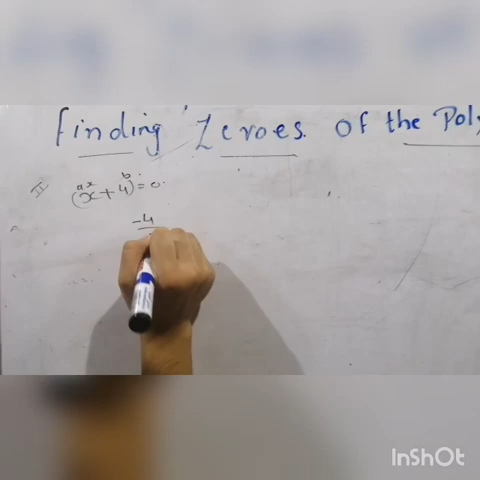 Finding Zeroes of the Pol
II ax b
(x+4)=0.
-4
InShOt